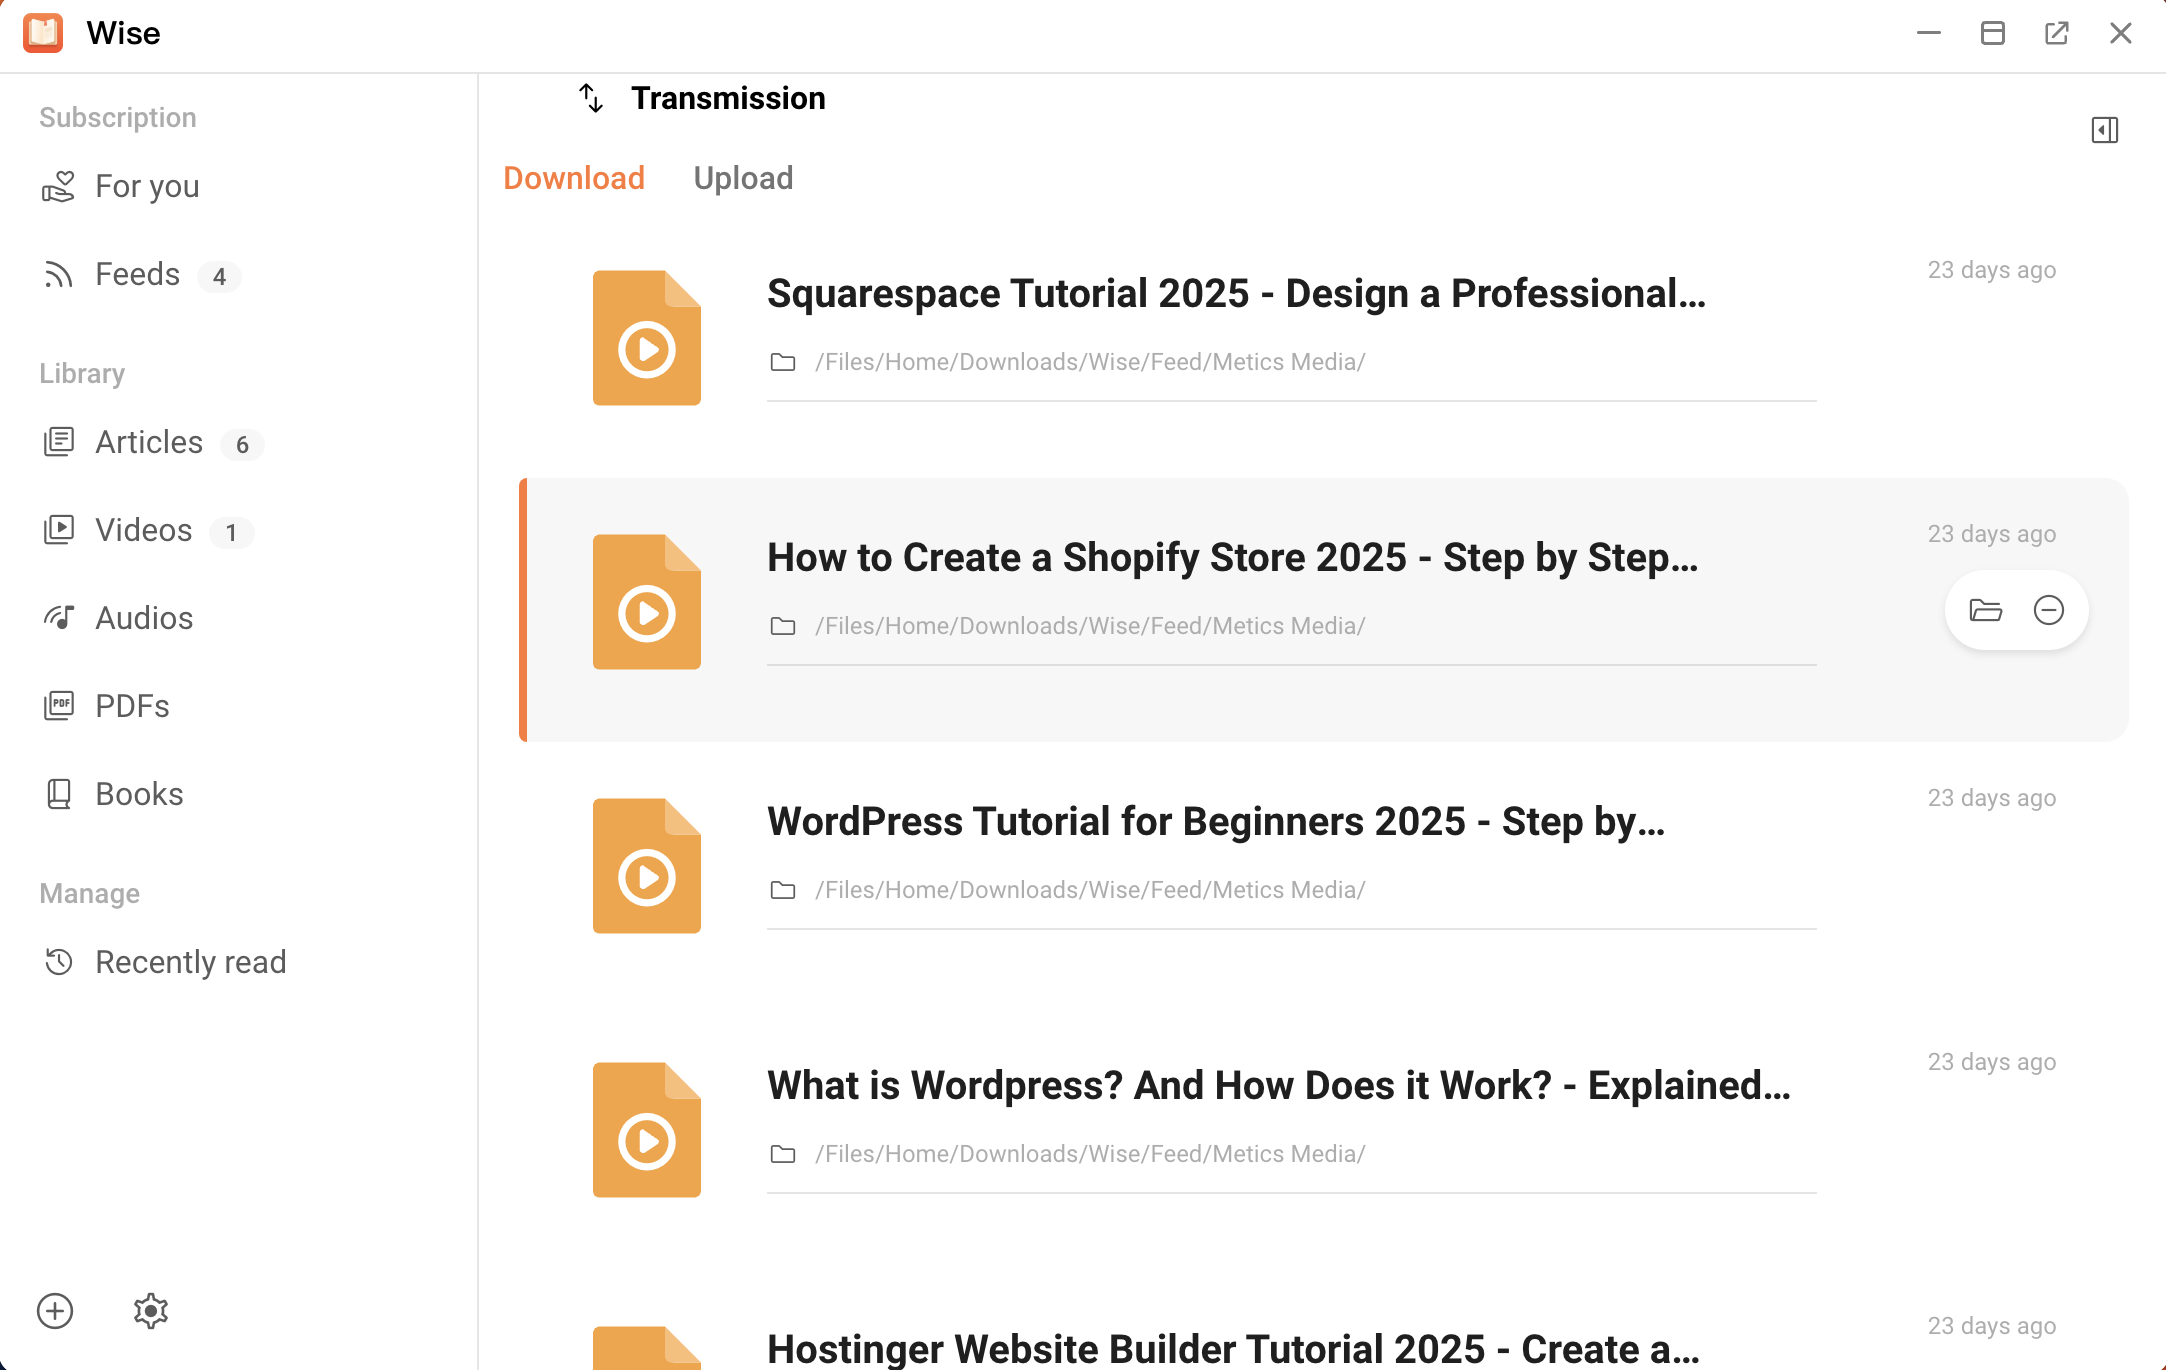 Wise
Subscription
For you
Feeds 4
Library
Articles 6
Videos 1
Audios
PDF PDFs
Books
Manage
Recently read
Transmission
Download Upload
Squarespace Tutorial 2025 - Design a Professional...
23 days ago
/Files/Home/Downloads/Wise/Feed/Metics Media/
How to Create a Shopify Store 2025 - Step by Step...
23 days ago
/Files/Home/Downloads/Wise/Feed/Metics Media/
WordPress Tutorial for Beginners 2025 - Step by...
23 days ago
/Files/Home/Downloads/Wise/Feed/Metics Media/
What is Wordpress? And How Does it Work? - Explained...
23 days ago
/Files/Home/Downloads/Wise/Feed/Metics Media/
Hostinger Website Builder Tutorial 2025 - Create a...
23 days ago